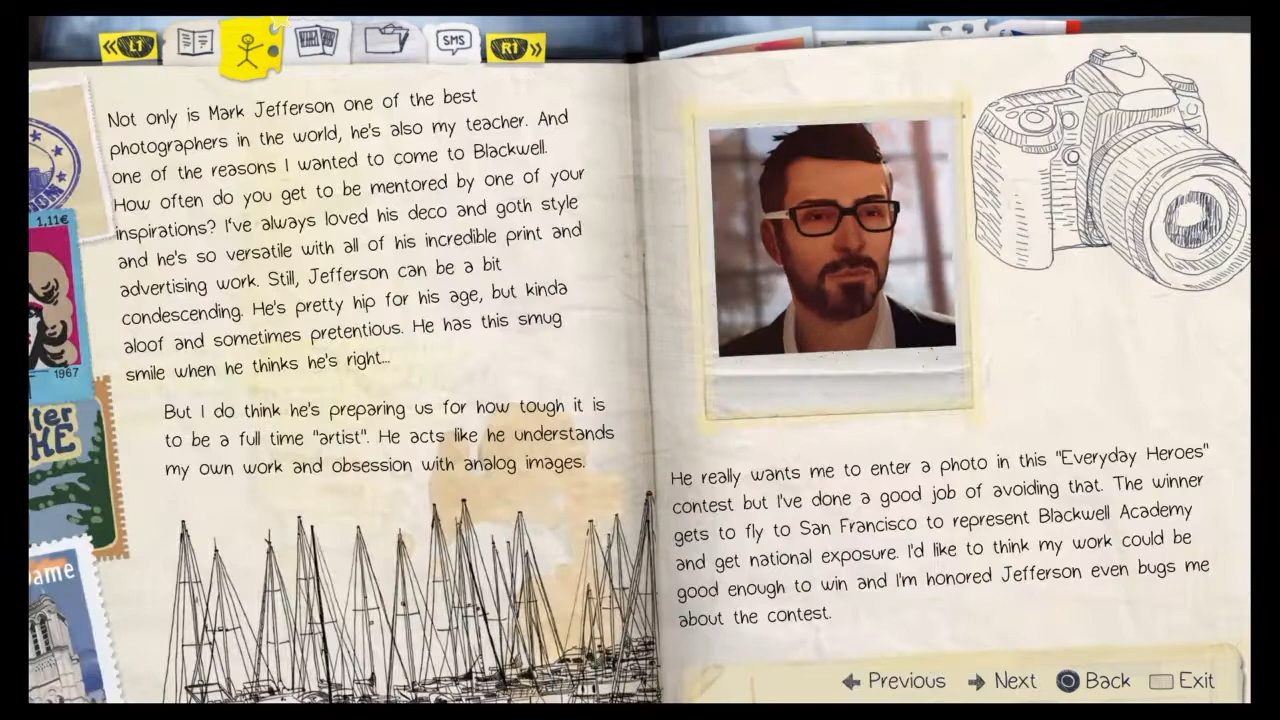 L1
SMS
R1
1,11€
1967
ame
Not only is Mark Jefferson one of the best
photographers in the world, he's also my teacher. And
one of the reasons I wanted to come to Blackwell.
How often do you get to be mentored by one of your
inspirations? I've always loved his deco and goth style
and he's so versatile with all of his incredible print and
advertising work. Still, Jefferson can be a bit
condescending. He's pretty hip for his age, but kinda
aloof and sometimes pretentious. He has this smug
smile when he thinks he's right...
But I do think he's preparing us for how tough it is
to be a full time "artist". He acts like he understands
my own work and obsession with analog images.
He really wants me to enter a photo in this "Everyday Heroes"
contest but I've done a good job of avoiding that. The winner
gets to fly to San Francisco to represent Blackwell Academy
and get national exposure. I'd like to think my work could be
good enough to win and I'm honored Jefferson even bugs me
about the contest.
Previous Next Back Exit